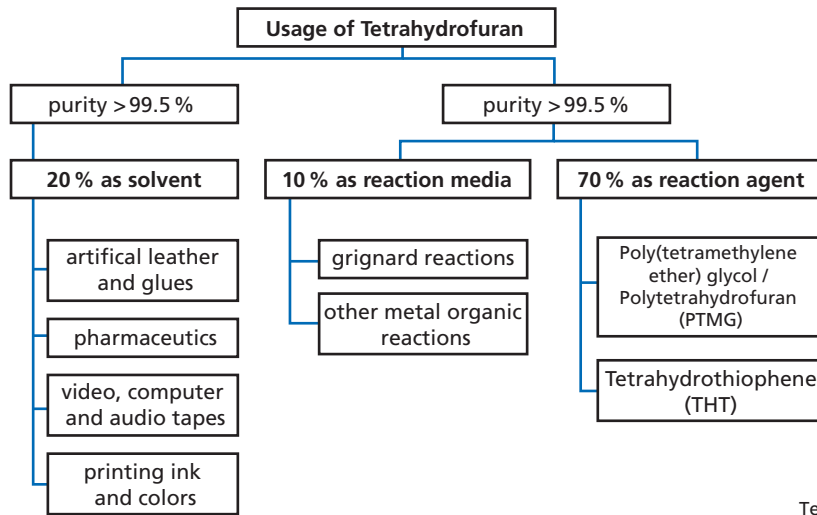 Usage of Tetrahydrofuran
purity > 99.5 %
purity > 99.5 %
20 % as solvent
10 % as reaction media
70 % as reaction agent
artifical leather
and glues
pharmaceutics
video, computer
and audio tapes
printing ink
and colors
grignard reactions
other metal organic
reactions
Poly(tetramethylene
ether) glycol /
Polytetrahydrofuran
(PTMG)
Tetrahydrothiophene
(THT)
Te